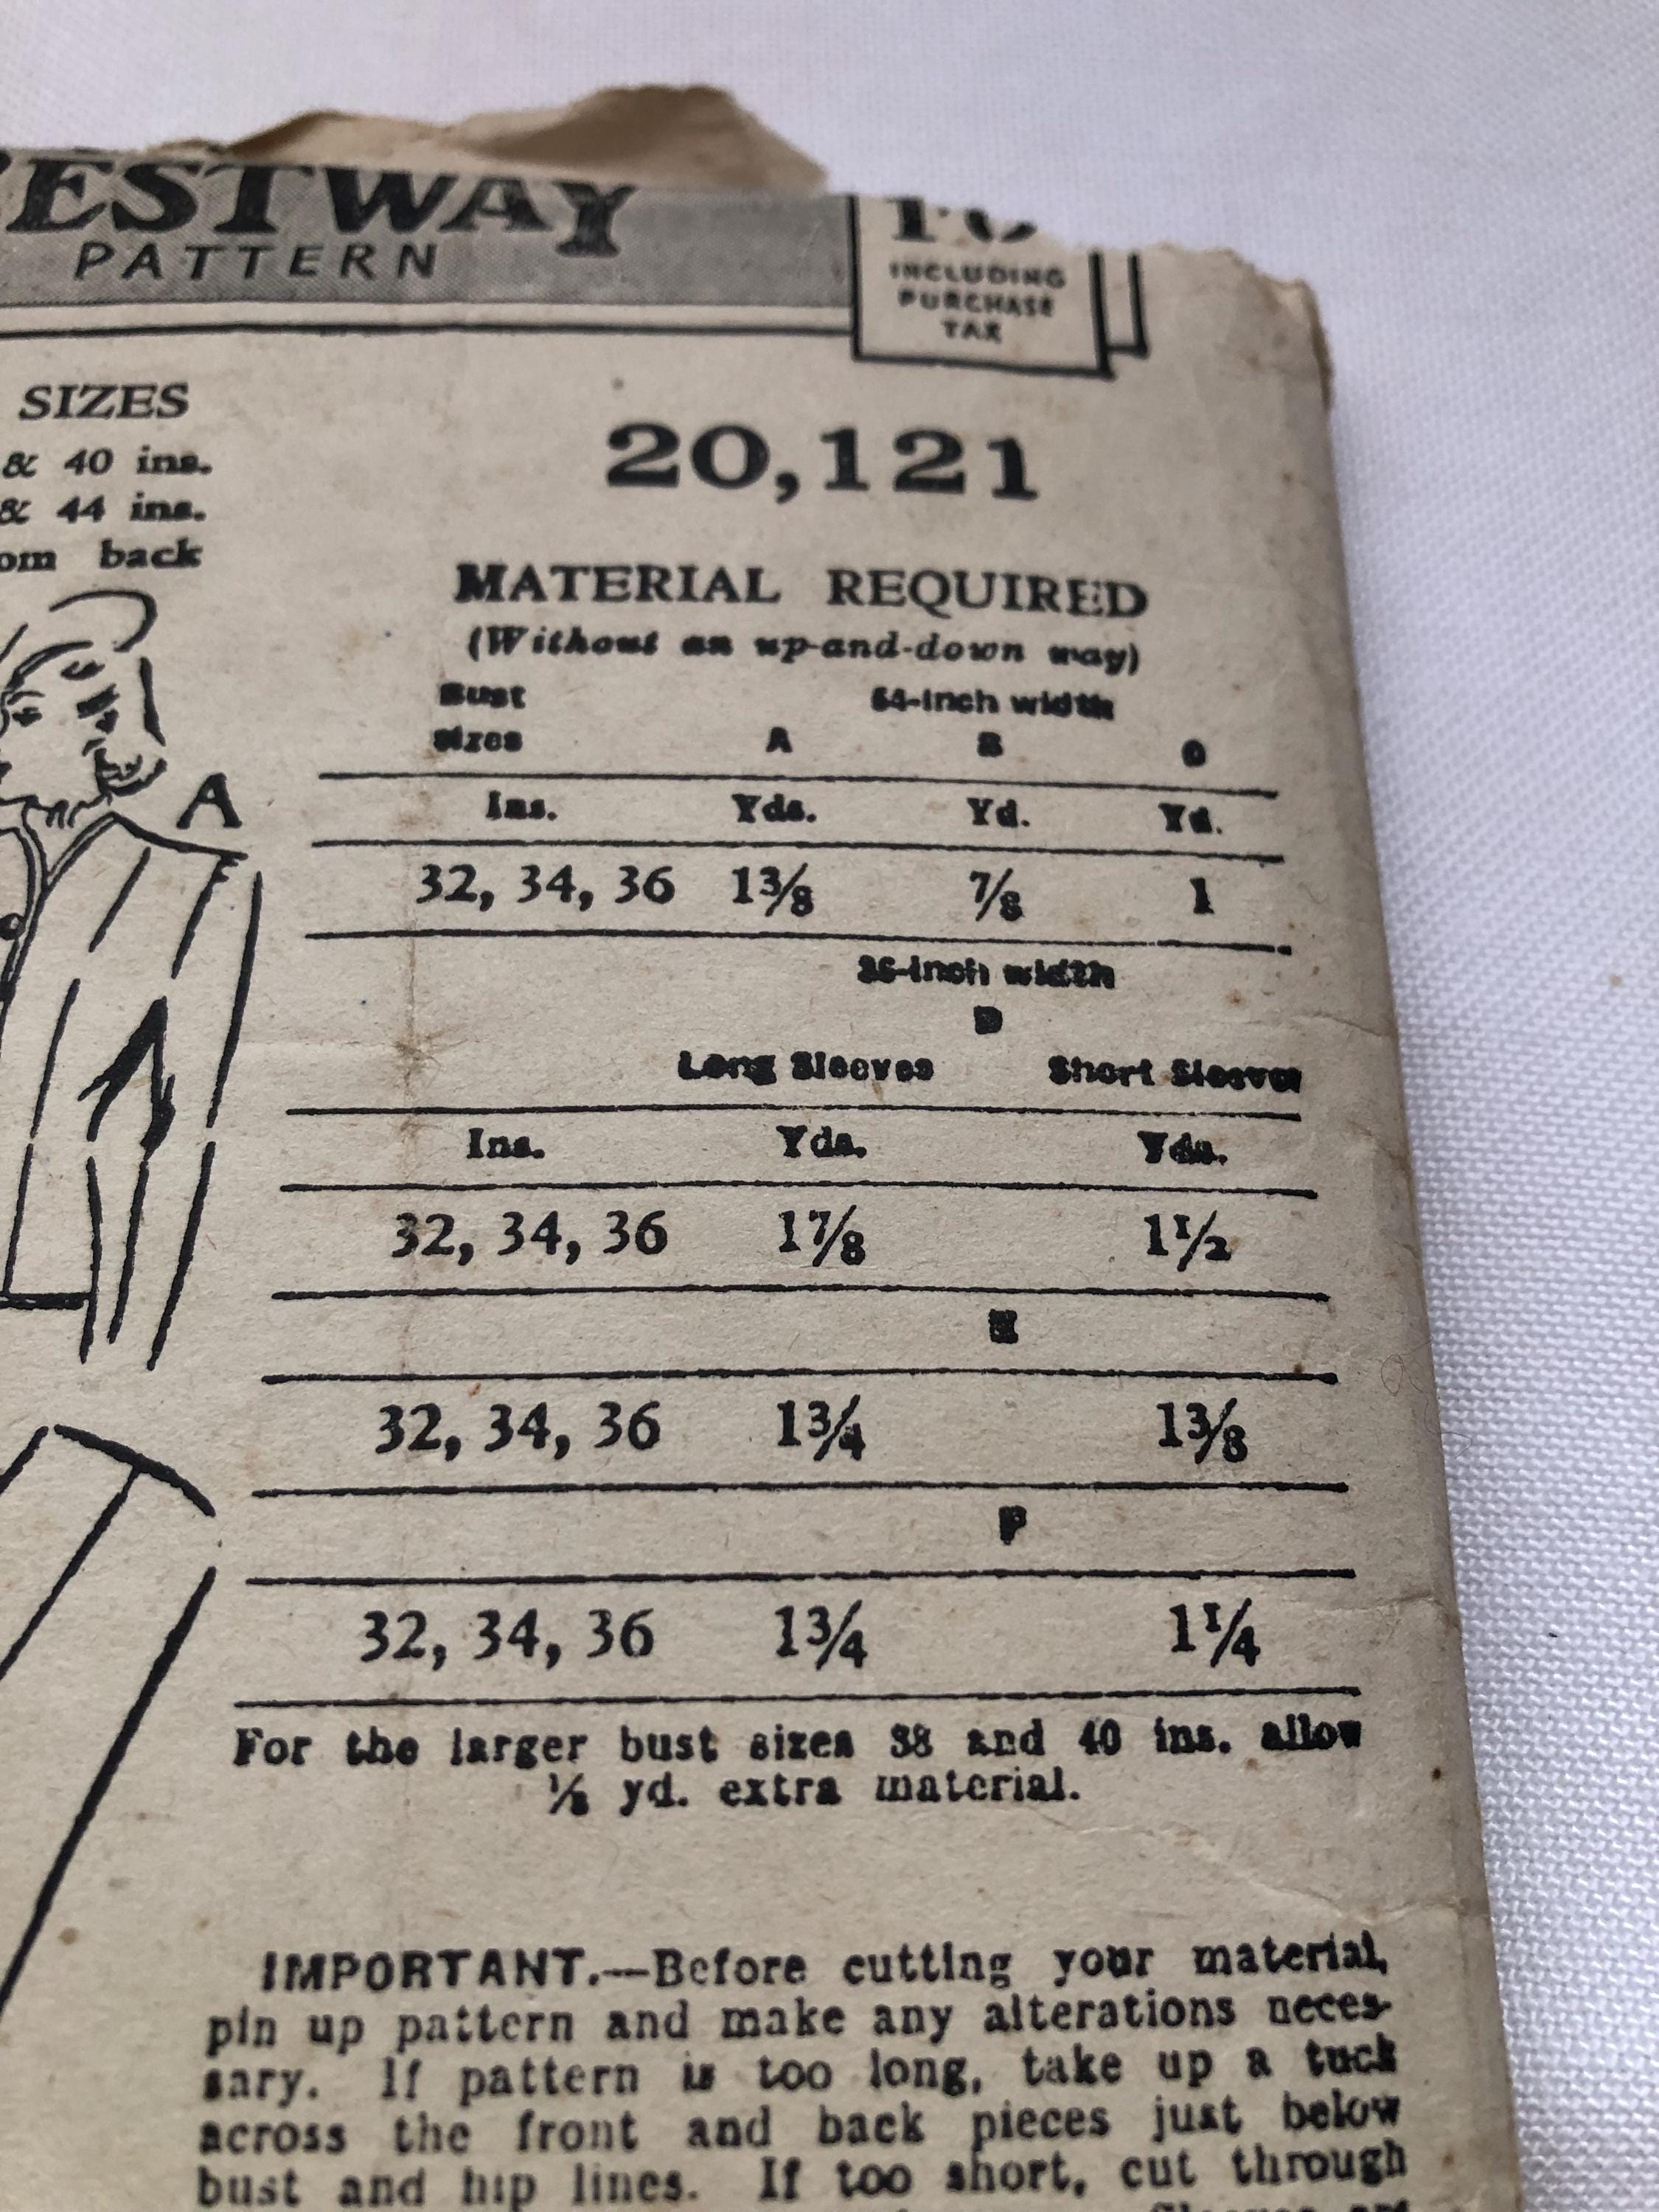 ESTWAY
PATTERN
INCLUDING
PURCHASE
TAX
SIZES
& 40 ins.
& 44 ins.
om back
A
20,121
MATERIAL REQUIRED
(Without an up-and-down way)
Bust 54-inch width
sizes A B C
Ins. Yds. Yd. Yd.
32, 34, 36 1⅜ ⅞ 1
36-inch width
D
Long Sleeves Short Sleeves
Ins. Yds. Yds.
32, 34, 36 1⅞ 1½
E
32, 34, 36 1¾ 1⅜
F
32, 34, 36 1¾ 1¼
For the larger bust sizes 38 and 40 ins. allow
⅛ yd. extra material.
IMPORTANT.—Before cutting your material,
pin up pattern and make any alterations neces-
sary. If pattern is too long, take up a tuck
across the front and back pieces just below
bust and hip lines. If too short, cut through